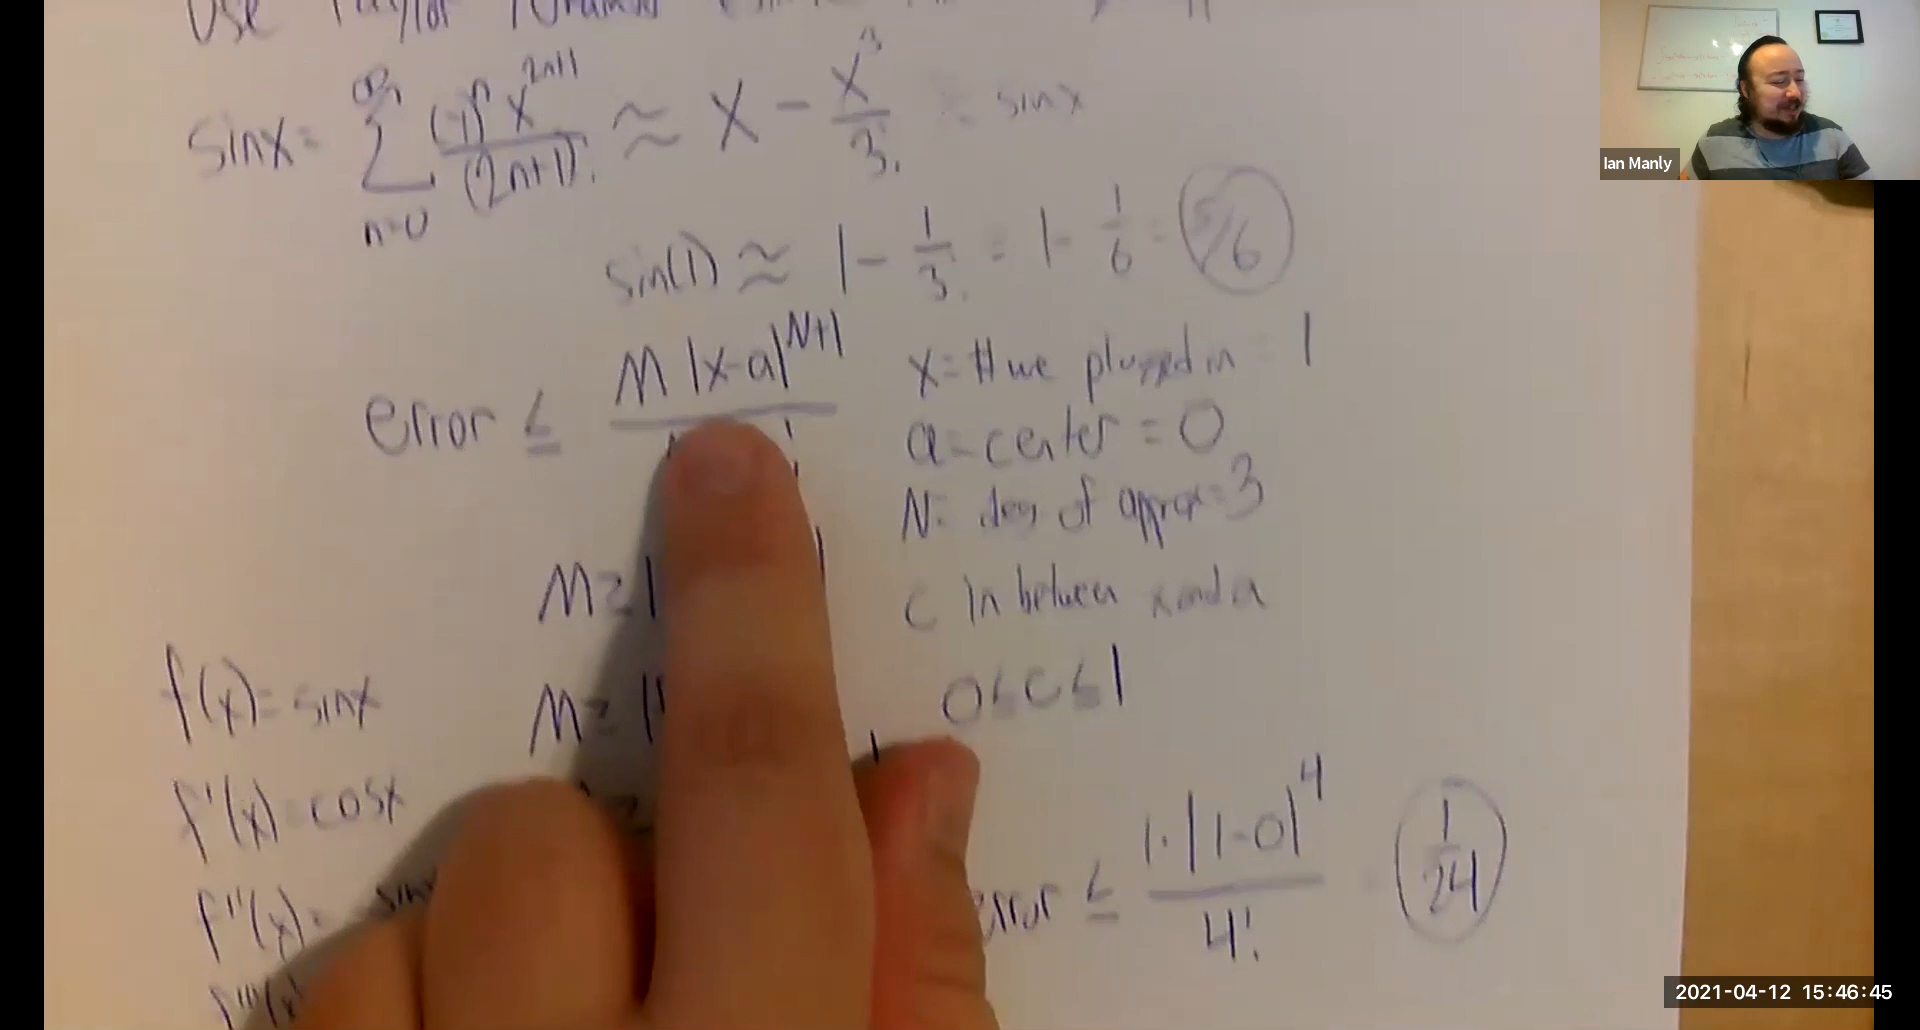 Use Taylor
sinx = ∞ Σ n=0 (-1)^n x^(2n+1) / (2n+1)! ≈ x - x^3/3! = sinx
sin(1) ≈ 1 - 1/3! = 1 - 1/6 = 5/6
error ≤ M |x-a|^(N+1) / !
x = # we plugged in = 1
a = center = 0
N = deg of approx = 3
M ≥ |
c in between x and a
f(x) = sinx
M ≥ |
0 ≤ c ≤ 1
f'(x) = cosx
f''(x) = -sin
error ≤ 1·|1-0|^4 / 4! = 1/24
f'''(x)
Ian Manly
2021-04-12 15:46:45